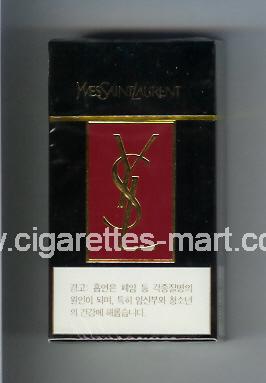 YVESSAINTLAURENT
YSL
www.cigarettes-mart.com
경고: 흡연은 폐암 등 각종질병의
원인이 되며, 특히 임신부와 청소년
의 건강에 해롭습니다.